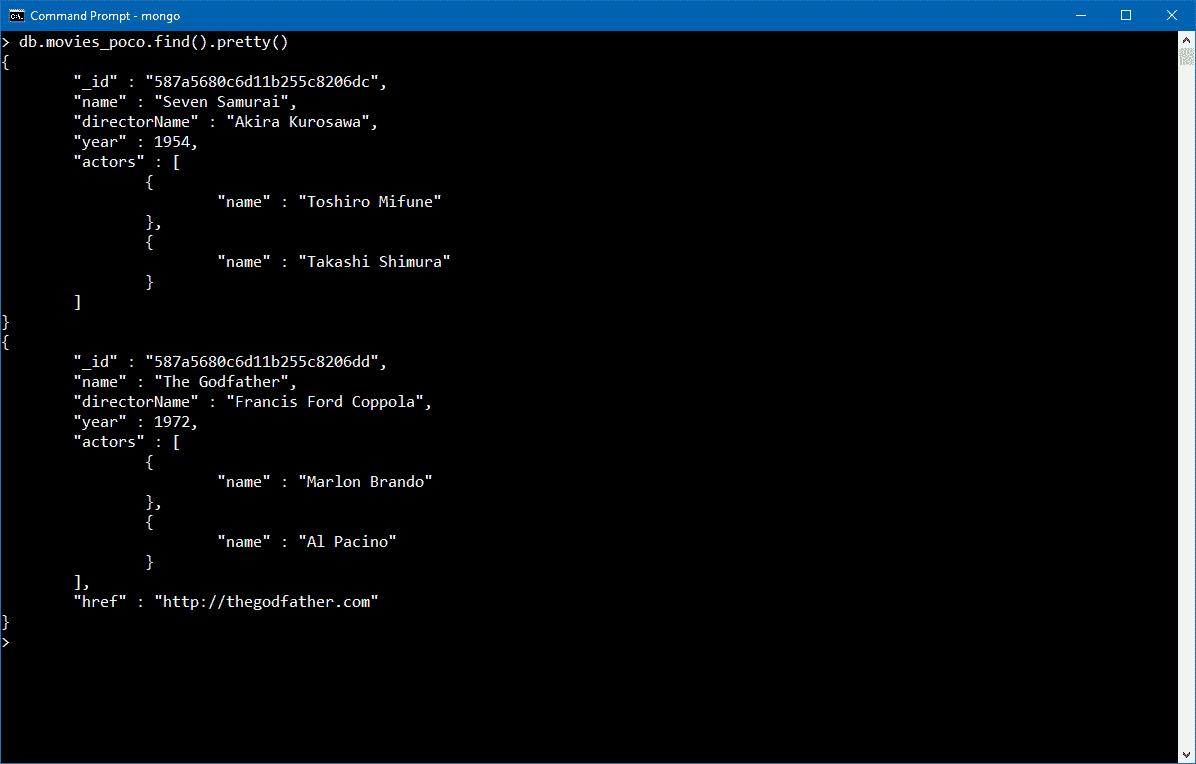 Command Prompt - mongo
> db.movies_poco.find().pretty()
{
        "_id" : "587a5680c6d11b255c8206dc",
        "name" : "Seven Samurai",
        "directorName" : "Akira Kurosawa",
        "year" : 1954,
        "actors" : [
                {
                        "name" : "Toshiro Mifune"
                },
                {
                        "name" : "Takashi Shimura"
                }
        ]
}
{
        "_id" : "587a5680c6d11b255c8206dd",
        "name" : "The Godfather",
        "directorName" : "Francis Ford Coppola",
        "year" : 1972,
        "actors" : [
                {
                        "name" : "Marlon Brando"
                },
                {
                        "name" : "Al Pacino"
                }
        ],
        "href" : "http://thegodfather.com"
}
>